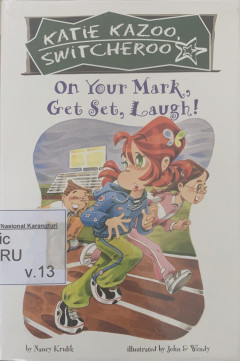 KATIE KAZOO,
SWITCHEROO
On Your Mark,
Get Set, Laugh!
Nasional Karangturi
ic
RU
v.13
by Nancy Krulik
illustrated by John & Wendy